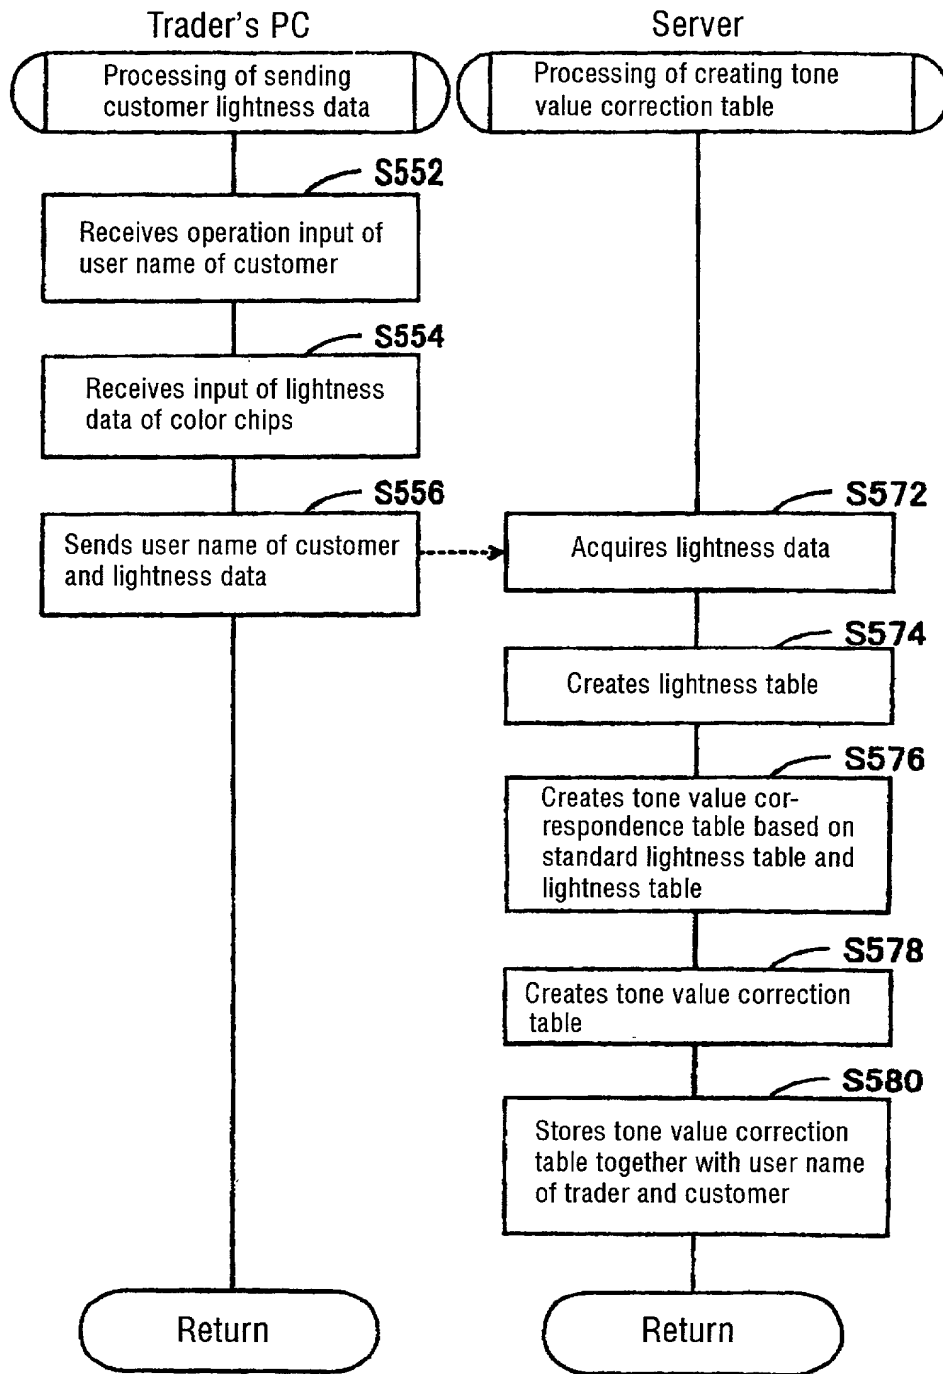 Trader's PC
Processing of sending
customer lightness data
S552
Receives operation input of
user name of customer
S554
Receives input of lightness
data of color chips
S556
Sends user name of customer
and lightness data
Return
Server
Processing of creating tone
value correction table
S572
Acquires lightness data
S574
Creates lightness table
S576
Creates tone value cor-
respondence table based on
standard lightness table and
lightness table
S578
Creates tone value correction
table
S580
Stores tone value correction
table together with user name
of trader and customer
Return